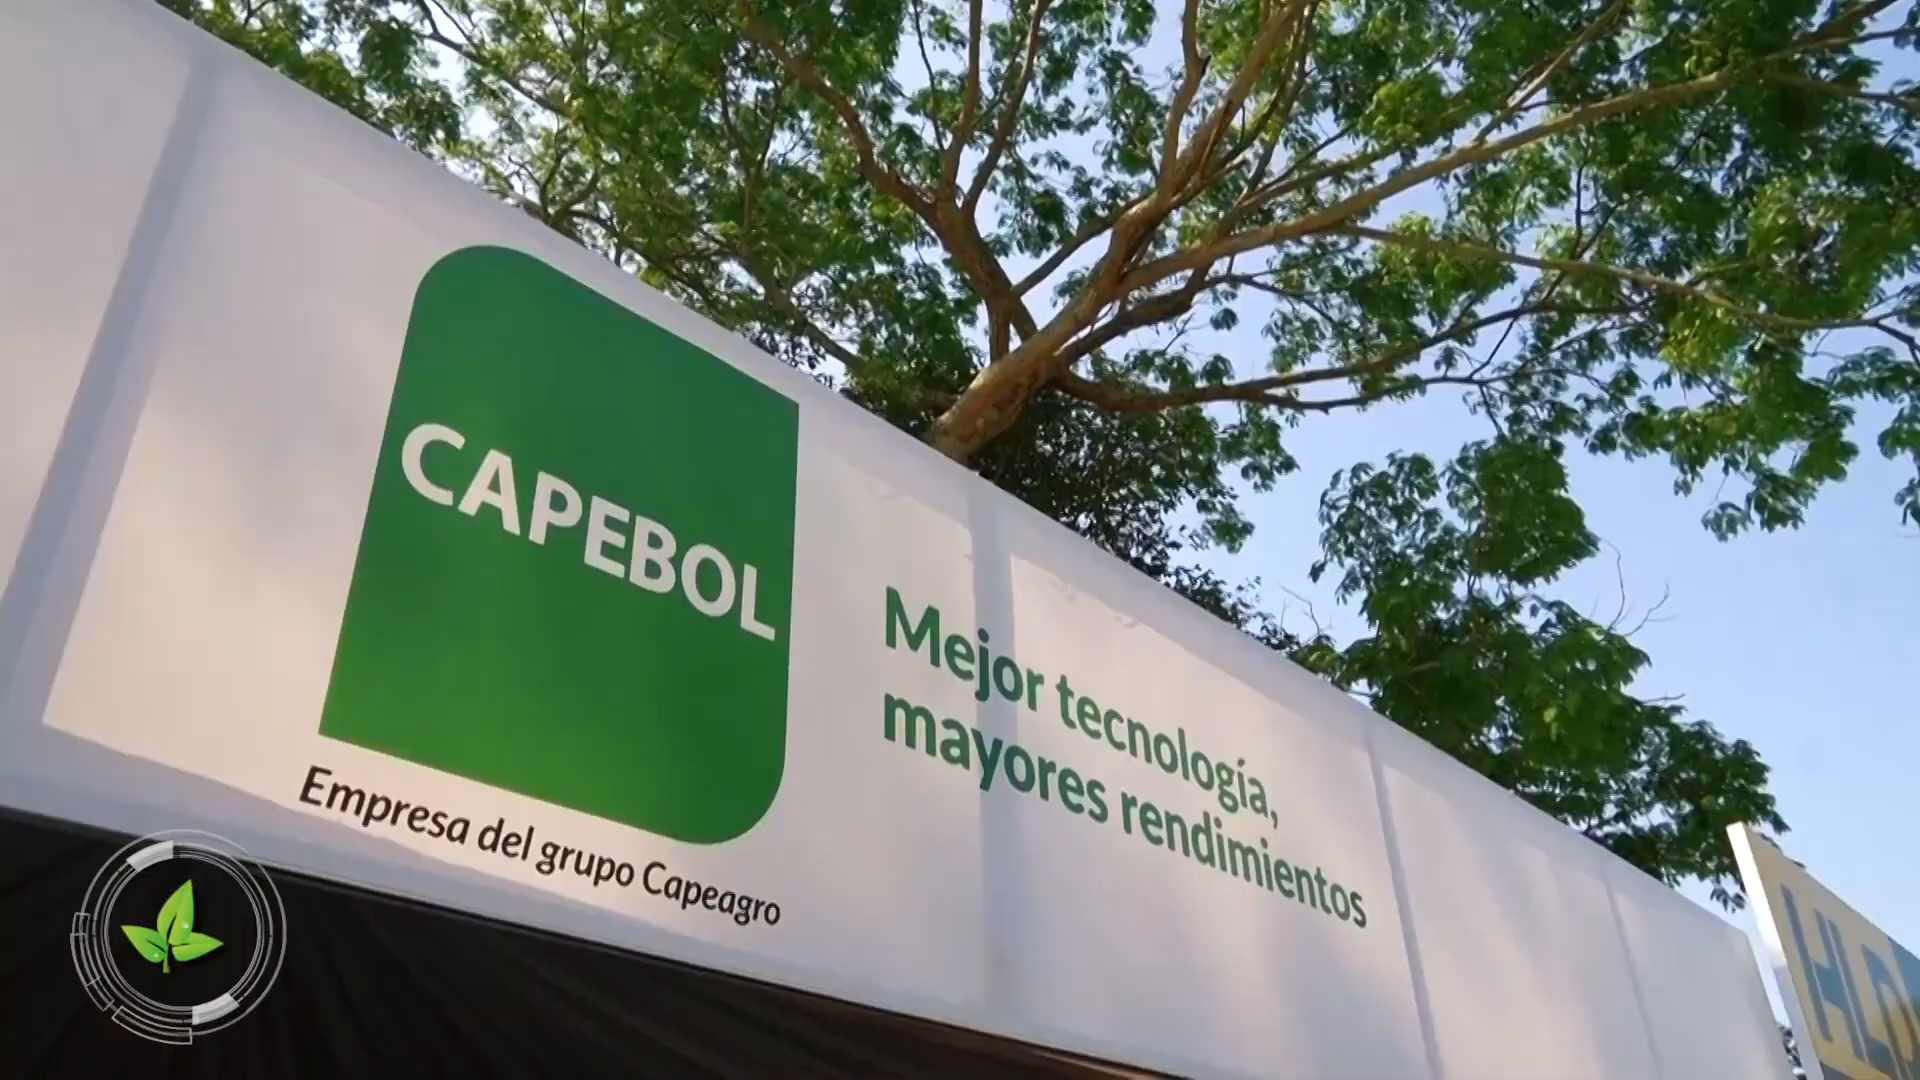 CAPEBOL
Empresa del grupo Capeagro
Mejor tecnología,
mayores rendimientos